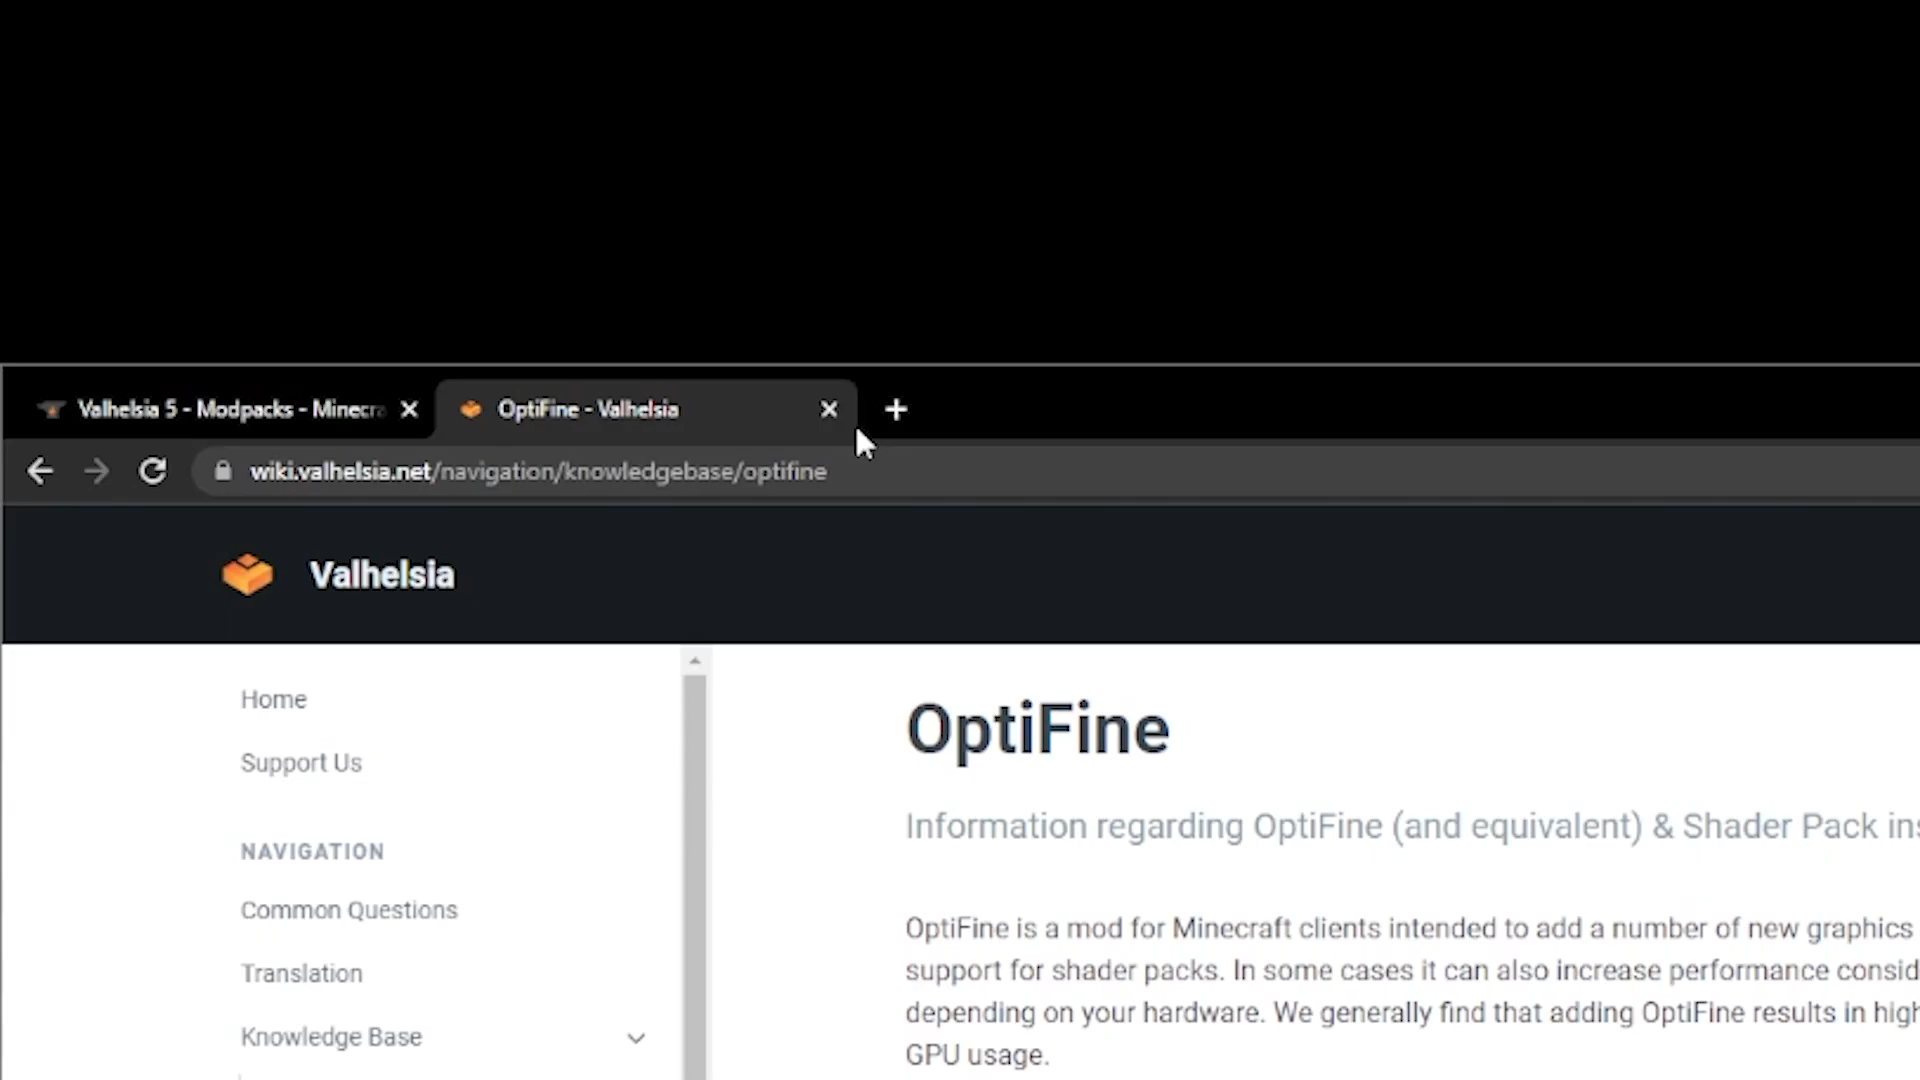 Valhelsia 5 - Modpacks - Minecra
OptiFine - Valhelsia
wiki.valhelsia.net/navigation/knowledgebase/optifine
Valhelsia
Home
Support Us
NAVIGATION
Common Questions
Translation
Knowledge Base
OptiFine
Information regarding OptiFine (and equivalent) & Shader Pack ins
OptiFine is a mod for Minecraft clients intended to add a number of new graphics
support for shader packs. In some cases it can also increase performance consid
depending on your hardware. We generally find that adding OptiFine results in high
GPU usage.